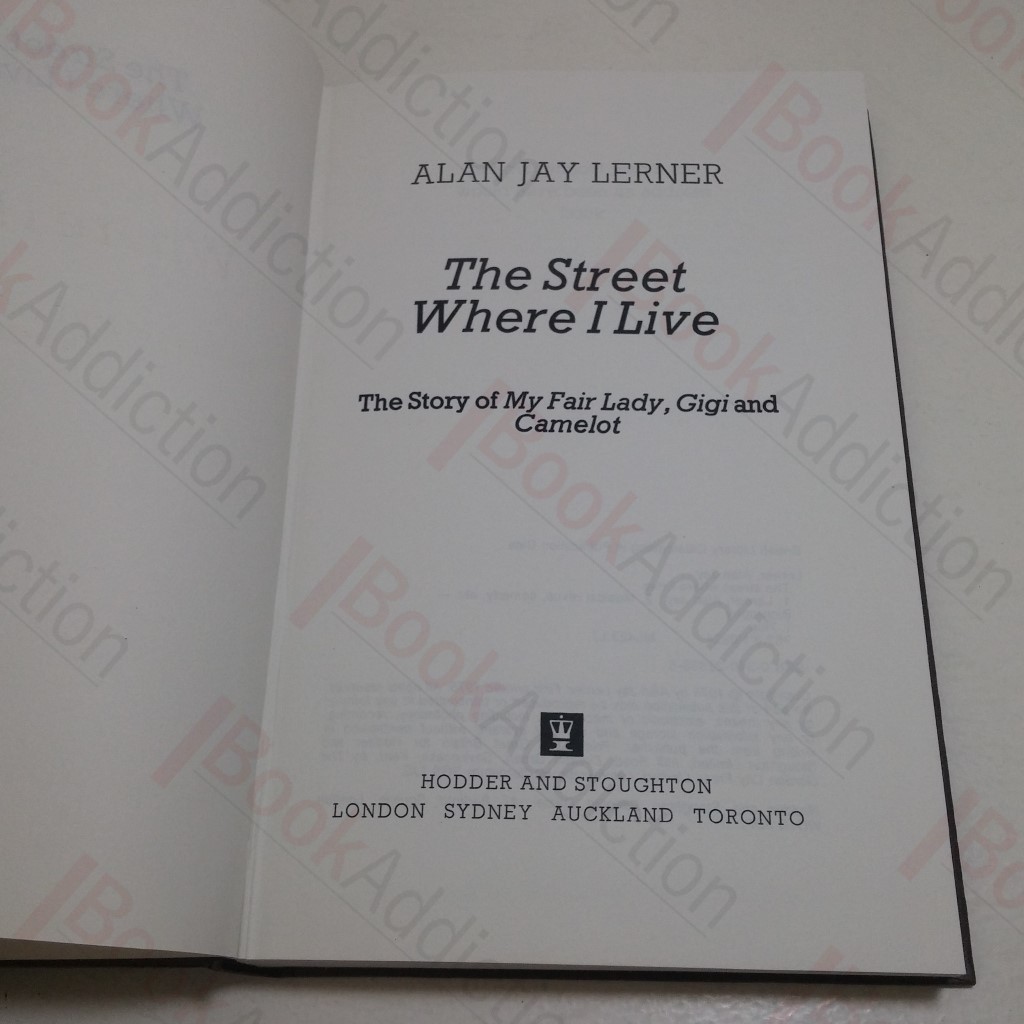 ALAN JAY LERNER
The Street
Where I Live
The Story of My Fair Lady, Gigi and
Camelot
HODDER AND STOUGHTON
LONDON SYDNEY AUCKLAND TORONTO
BookAddiction